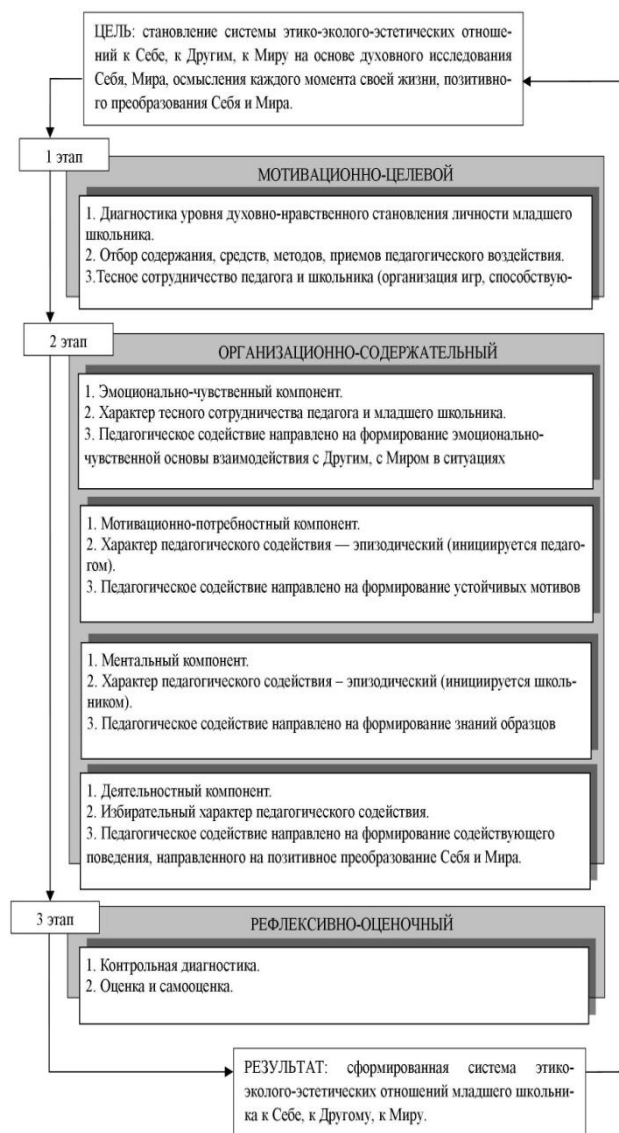 ЦЕЛЬ: становление системы этико-эколого-эстетических отноше-
ний к Себе, к Другим, к Миру на основе духовного исследования
Себя, Мира, осмысления каждого момента своей жизни, позитивно-
го преобразования Себя и Мира.
1 этап
МОТИВАЦИОННО-ЦЕЛЕВОЙ
1. Диагностика уровня духовно-нравственного становления личности младшего
школьника.
2. Отбор содержания, средств, методов, приемов педагогического воздействия.
3.Тесное сотрудничество педагога и школьника (организация игр, способствую-
2 этап
ОРГАНИЗАЦИОННО-СОДЕРЖАТЕЛЬНЫЙ
1. Эмоционально-чувственный компонент.
2. Характер тесного сотрудничества педагога и младшего школьника.
3. Педагогическое содействие направлено на формирование эмоционально-
чувственной основы взаимодействия с Другим, с Миром в ситуациях
1. Мотивационно-потребностный компонент.
2. Характер педагогического содействия — эпизодический (инициируется педаго-
гом).
3. Педагогическое содействие направлено на формирование устойчивых мотивов
1. Ментальный компонент.
2. Характер педагогического содействия – эпизодический (инициируется школь-
ником).
3. Педагогическое содействие направлено на формирование знаний образцов
1. Деятельностный компонент.
2. Избирательный характер педагогического содействия.
3. Педагогическое содействие направлено на формирование содействующего
поведения, направленного на позитивное преобразование Себя и Мира.
3 этап
РЕФЛЕКСИВНО-ОЦЕНОЧНЫЙ
1. Контрольная диагностика.
2. Оценка и самооценка.
РЕЗУЛЬТАТ: сформированная система этико-
эколого-эстетических отношений младшего школьни-
ка к Себе, к Другому, к Миру.